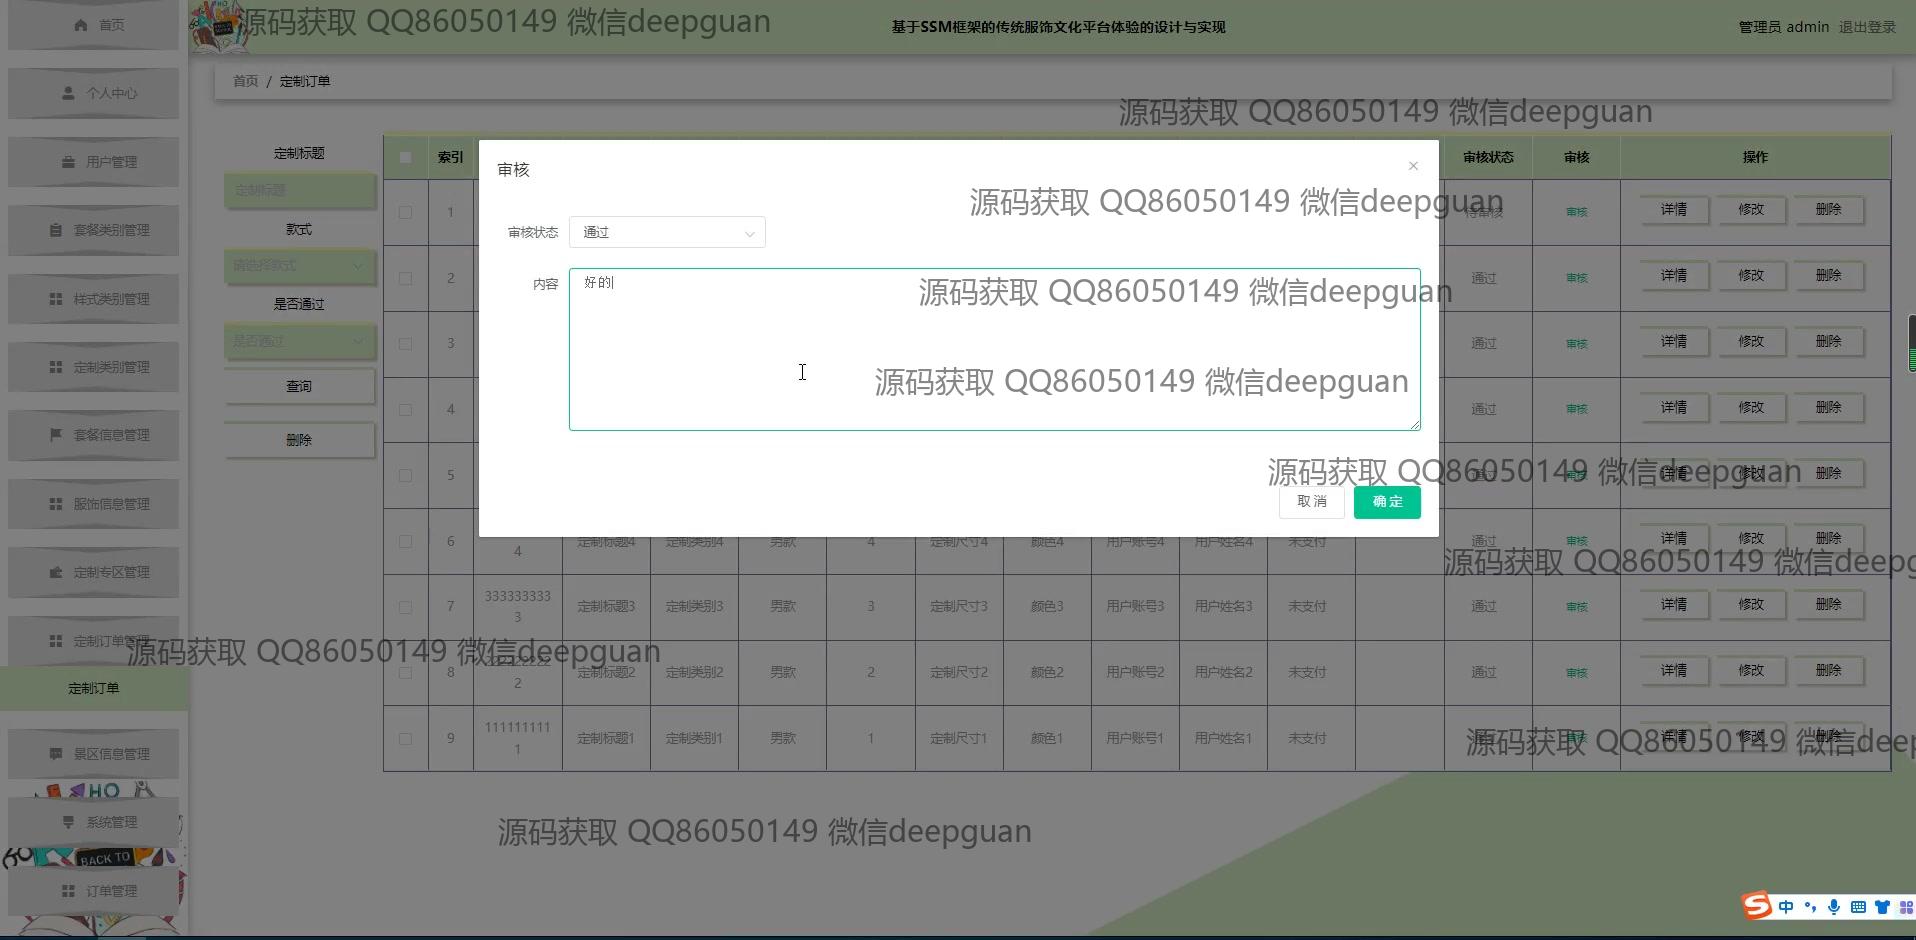 首页
个人中心
用户管理
套餐类别管理
样式类别管理
定制类别管理
套餐信息管理
服饰信息管理
定制专区管理
定制订单管理
定制订单
景区信息管理
系统管理
订单管理
HO
BACK TO
源码获取 QQ86050149 微信deepguan
基于SSM框架的传统服饰文化平台体验的设计与实现
管理员 admin 退出登录
首页 / 定制订单
源码获取 QQ86050149 微信deepguan
定制标题
定制标题
款式
请选择款式
是否通过
是否通过
查询
删除
索引 审核状态 审核 操作
1 待审核 审核 详情 修改 删除
2 通过 审核 详情 修改 删除
3 通过 审核 详情 修改 删除
4 通过 审核 详情 修改 删除
5 通过 审核 详情 修改 删除
6 4 定制标题4 定制类别4 男款 4 定制尺寸4 颜色4 用户账号4 用户姓名4 未支付 通过 审核 详情 修改 删除
7 333333333
3 定制标题3 定制类别3 男款 3 定制尺寸3 颜色3 用户账号3 用户姓名3 未支付 通过 审核 详情 修改 删除
8 222222222
2 定制标题2 定制类别2 男款 2 定制尺寸2 颜色2 用户账号2 用户姓名2 未支付 通过 审核 详情 修改 删除
9 111111111
1 定制标题1 定制类别1 男款 1 定制尺寸1 颜色1 用户账号1 用户姓名1 未支付 审核 详情 修改 删除
审核
×
源码获取 QQ86050149 微信deepguan
审核状态 通过
内容 好的
源码获取 QQ86050149 微信deepguan
源码获取 QQ86050149 微信deepguan
源码获取 QQ86050149 微信deepguan
取消 确定
源码获取 QQ86050149 微信deepg
源码获取 QQ86050149 微信deepguan
源码获取 QQ86050149 微信deep
源码获取 QQ86050149 微信deepguan
中